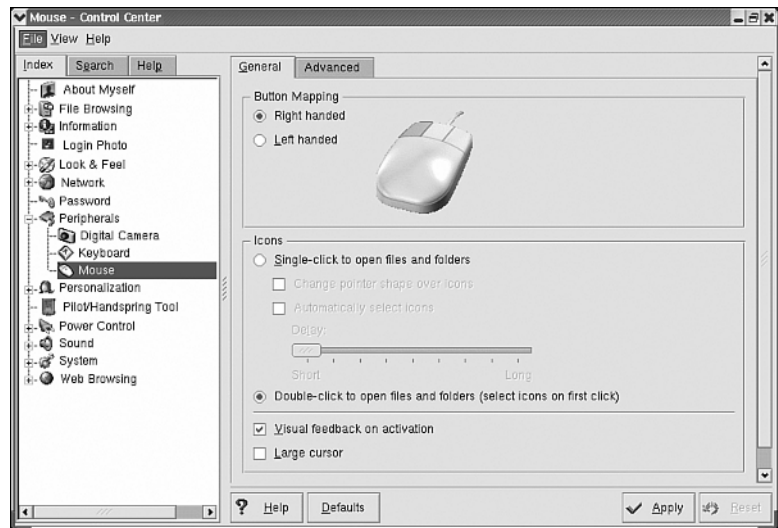 Mouse - Control Center
File View Help
Index Search Help
About Myself
File Browsing
Information
Login Photo
Look & Feel
Network
Password
Peripherals
Digital Camera
Keyboard
Mouse
Personalization
Pilot/Handspring Tool
Power Control
Sound
System
Web Browsing
General Advanced
Button Mapping
Right handed
Left handed
Icons
Single-click to open files and folders
Change pointer shape over icons
Automatically select icons
Delay:
Short Long
Double-click to open files and folders (select icons on first click)
Visual feedback on activation
Large cursor
? Help Defaults Apply Reset